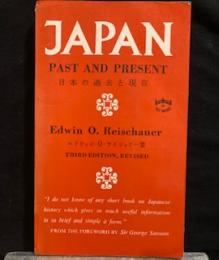 JAPAN
PAST AND PRESENT
日本の過去と現在
Edwin O. Reischauer
エドウィン・O・ライシャワー著
THIRD EDITION, REVISED
"I do not know of any short book on Japanese
history which gives so much useful information
in so brief and simple a form."
FROM THE FOREWORD BY Sir George Sansom